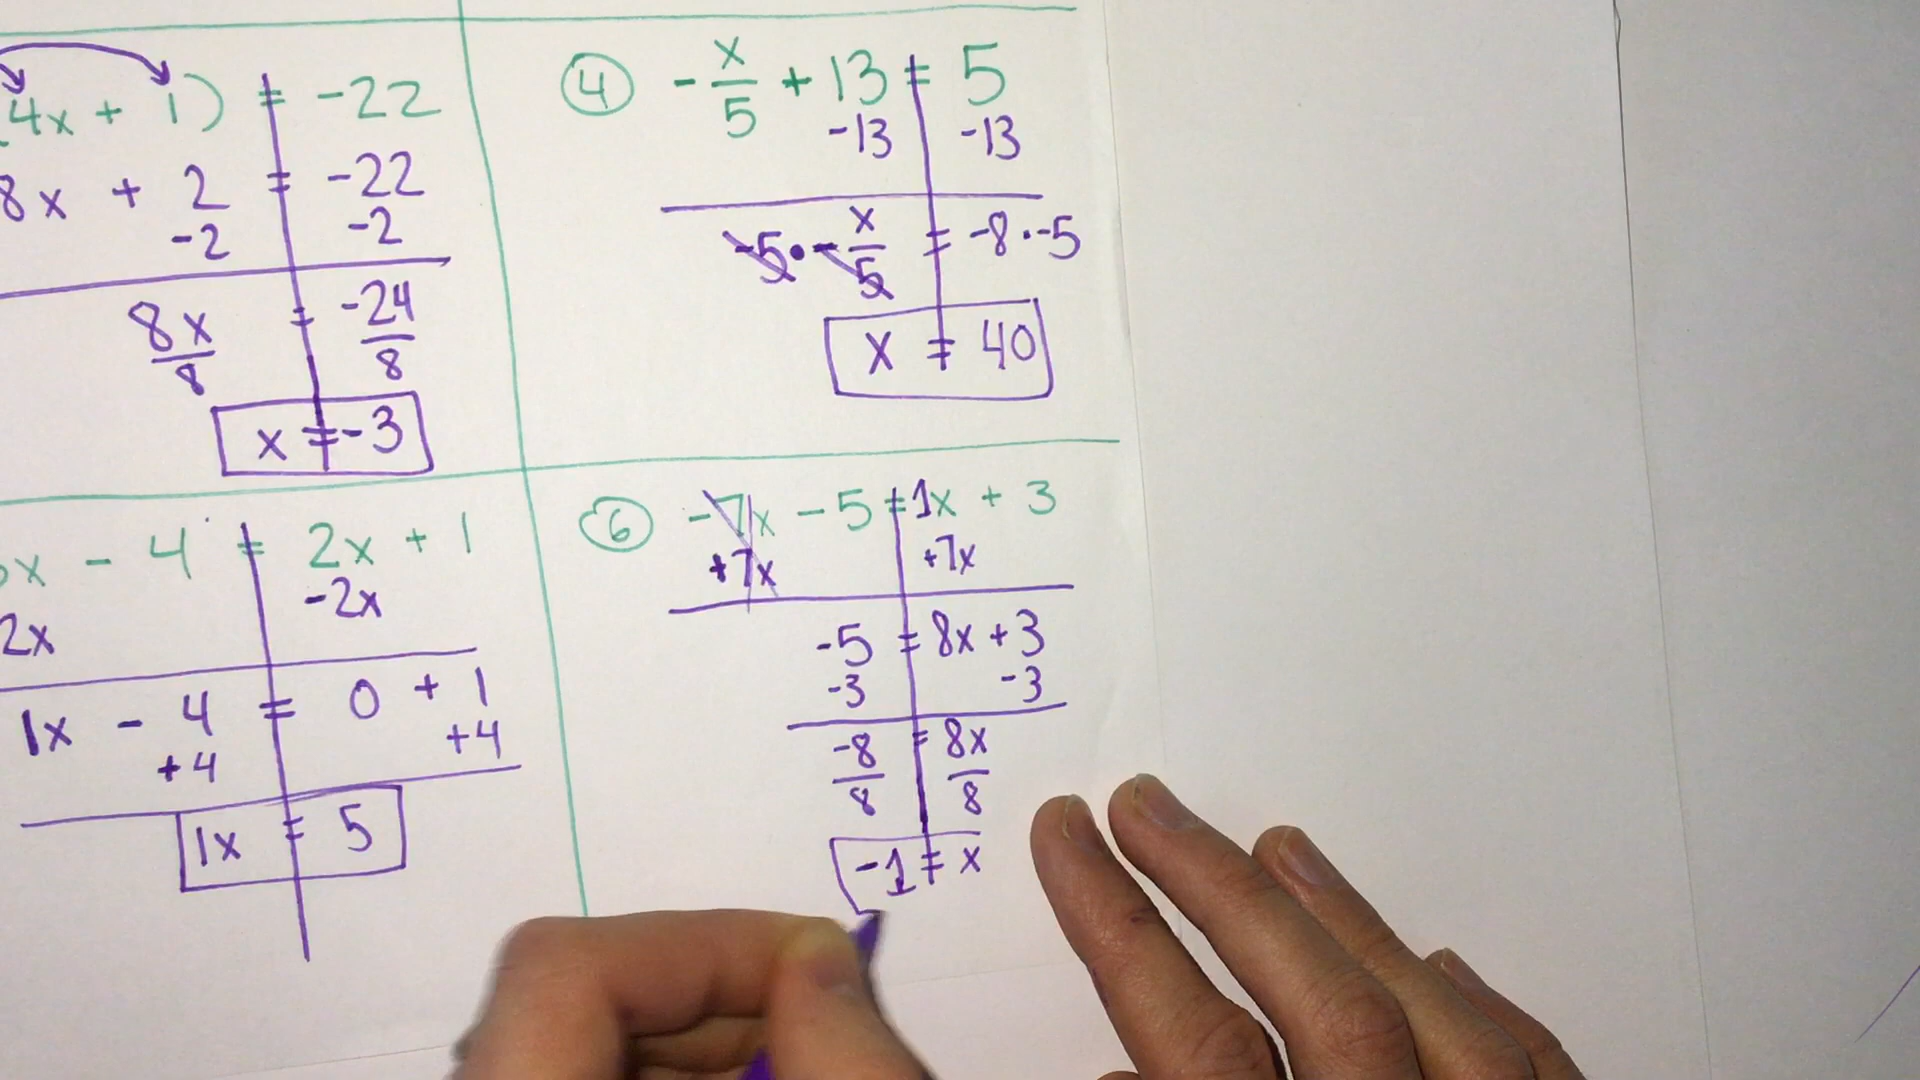 4x + 1) = -22
8x + 2 = -22
-2 -2
8x = -24
8 8
x = -3
④ - x/5 + 13 = 5
-13 -13
-5 • - x/5 = -8 • -5
x = 40
x - 4 = 2x + 1
2x -2x
1x - 4 = 0 + 1
+4 +4
1x = 5
⑥ -7x - 5 = 1x + 3
+7x +7x
-5 = 8x + 3
-3 -3
-8 = 8x
8 8
-1 = x